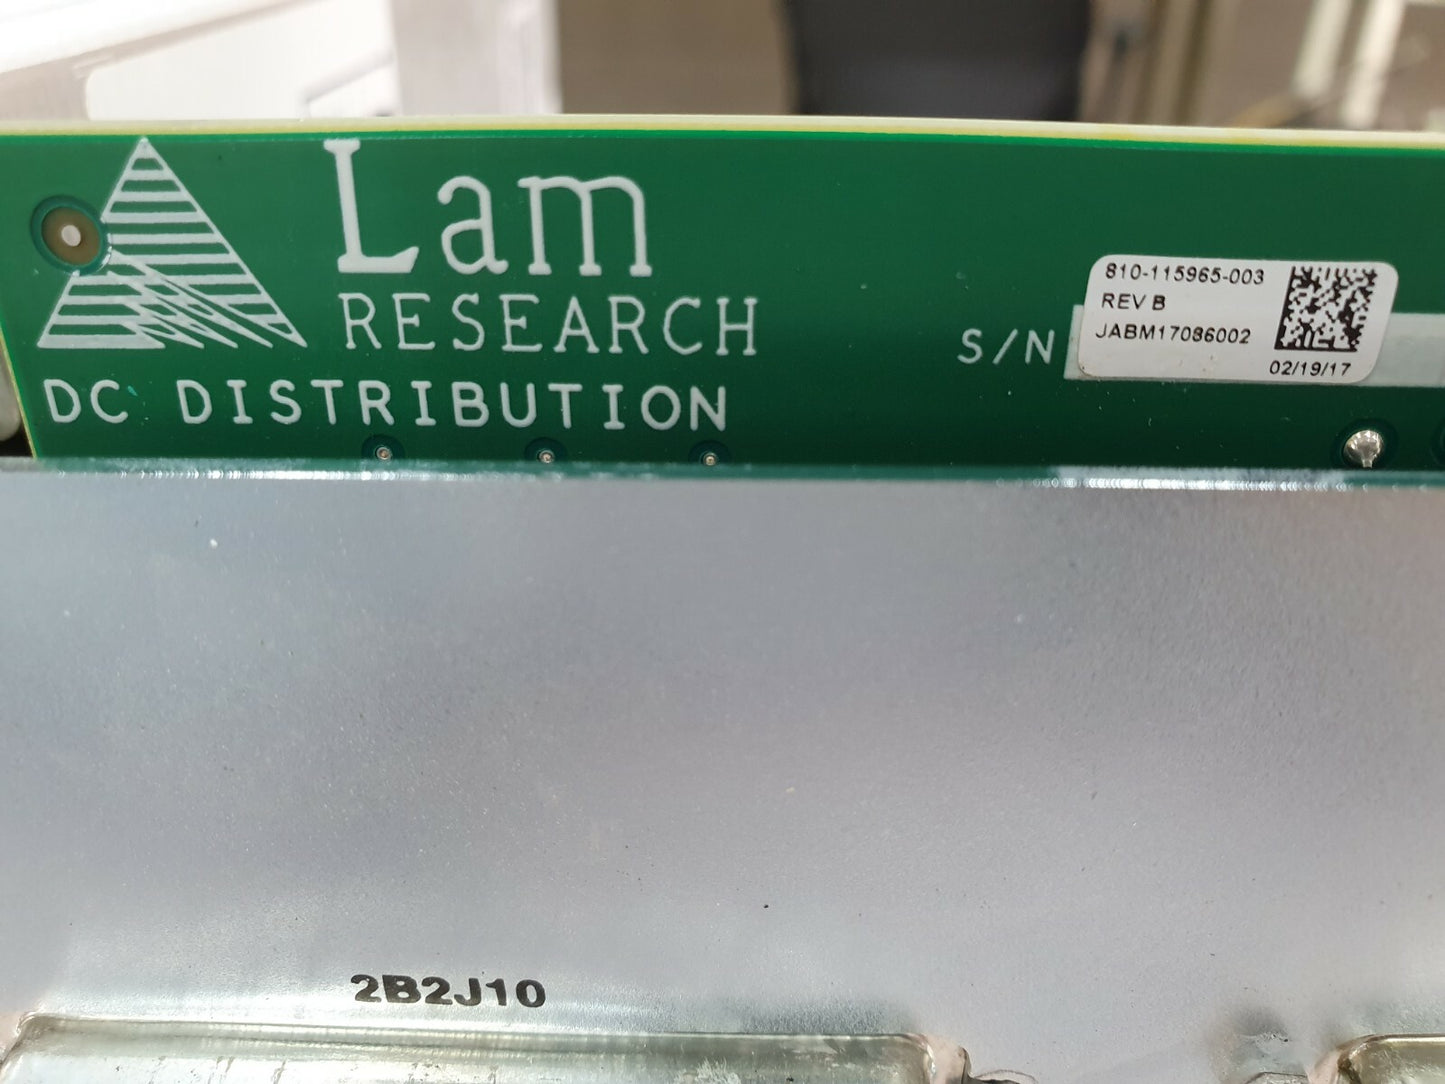 Lam
RESEARCH
DC DISTRIBUTION
S/N
810-115965-003
REV B
JABM17086002
02/19/17
2B2J10